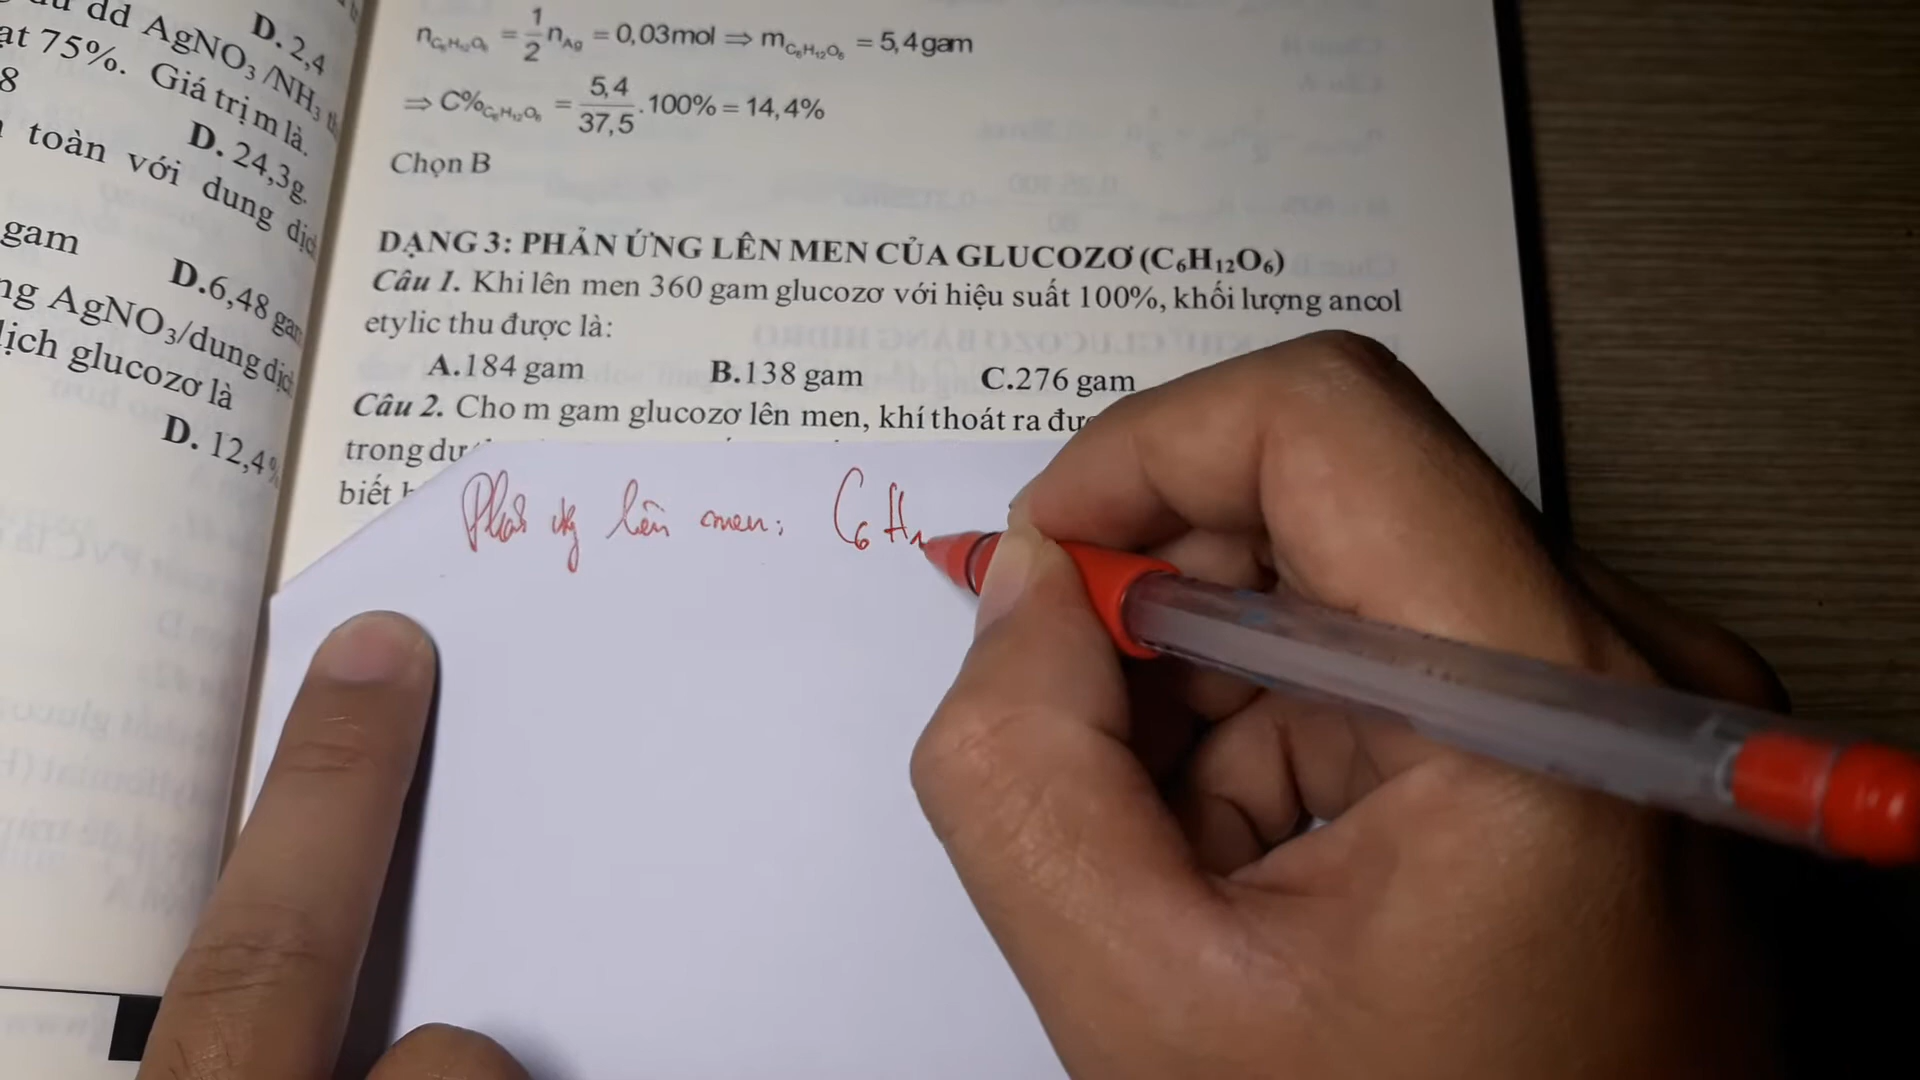 D. 2,4
dd AgNO₃/NH₃
ạt 75%. Giá trị m là.
8
D. 24,3g.
toàn với dung dịch
gam
D.6,48 gam
ng AgNO₃/dung dịch
lịch glucozơ là
D. 12,4%
n_C₆H₁₂O₆ = 1/2 n_Ag = 0,03mol ⇒ m_C₆H₁₂O₆ = 5,4gam
⇒ C%_C₆H₁₂O₆ = 5,4/37,5 .100% = 14,4%
Chọn B
DẠNG 3: PHẢN ỨNG LÊN MEN CỦA GLUCOZƠ (C₆H₁₂O₆)
Câu 1. Khi lên men 360 gam glucozơ với hiệu suất 100%, khối lượng ancol
etylic thu được là:
A.184 gam B.138 gam C.276 gam
Câu 2. Cho m gam glucozơ lên men, khí thoát ra đư
trong dư
biết
Phản ứg lên men: C₆H₁